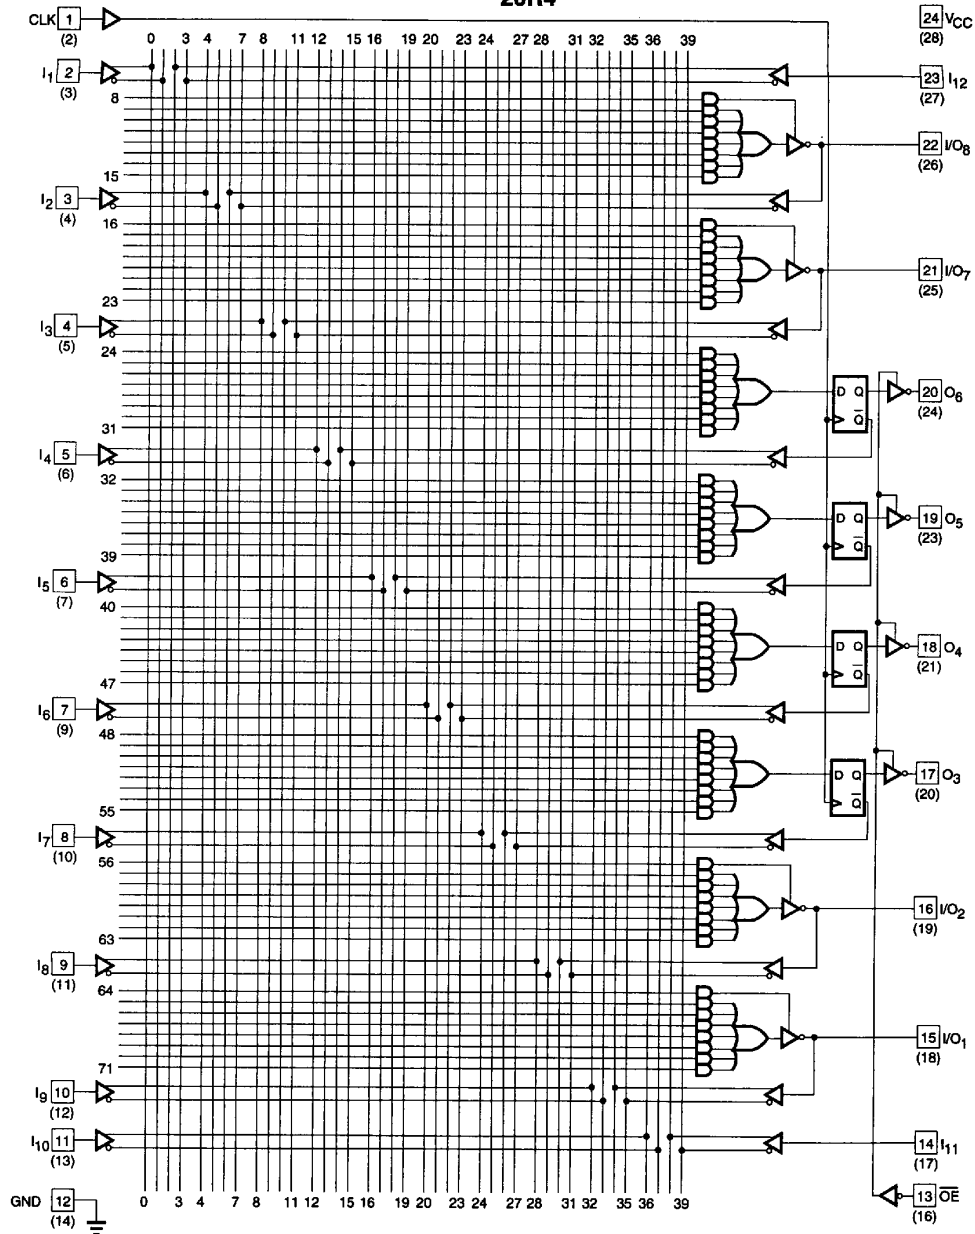 20R4
CLK 1 (2)
24 VCC (28)
0 3 4 7 8 11 12 15 16 19 20 23 24 27 28 31 32 35 36 39
I1 2 (3)
23 I12 (27)
8
22 I/O8 (26)
15
I2 3 (4)
16
21 I/O7 (25)
23
I3 4 (5)
24
D Q
20 O6 (24)
Q
31
I4 5 (6)
32
D Q
19 O5 (23)
Q
39
I5 6 (7)
40
D Q
18 O4 (21)
Q
47
I6 7 (9)
48
D Q
17 O3 (20)
Q
55
I7 8 (10)
56
16 I/O2 (19)
63
I8 9 (11)
64
15 I/O1 (18)
71
I9 10 (12)
I10 11 (13)
14 I11 (17)
0 3 4 7 8 11 12 15 16 19 20 23 24 27 28 31 32 35 36 39
GND 12 (14)
13 OE (16)